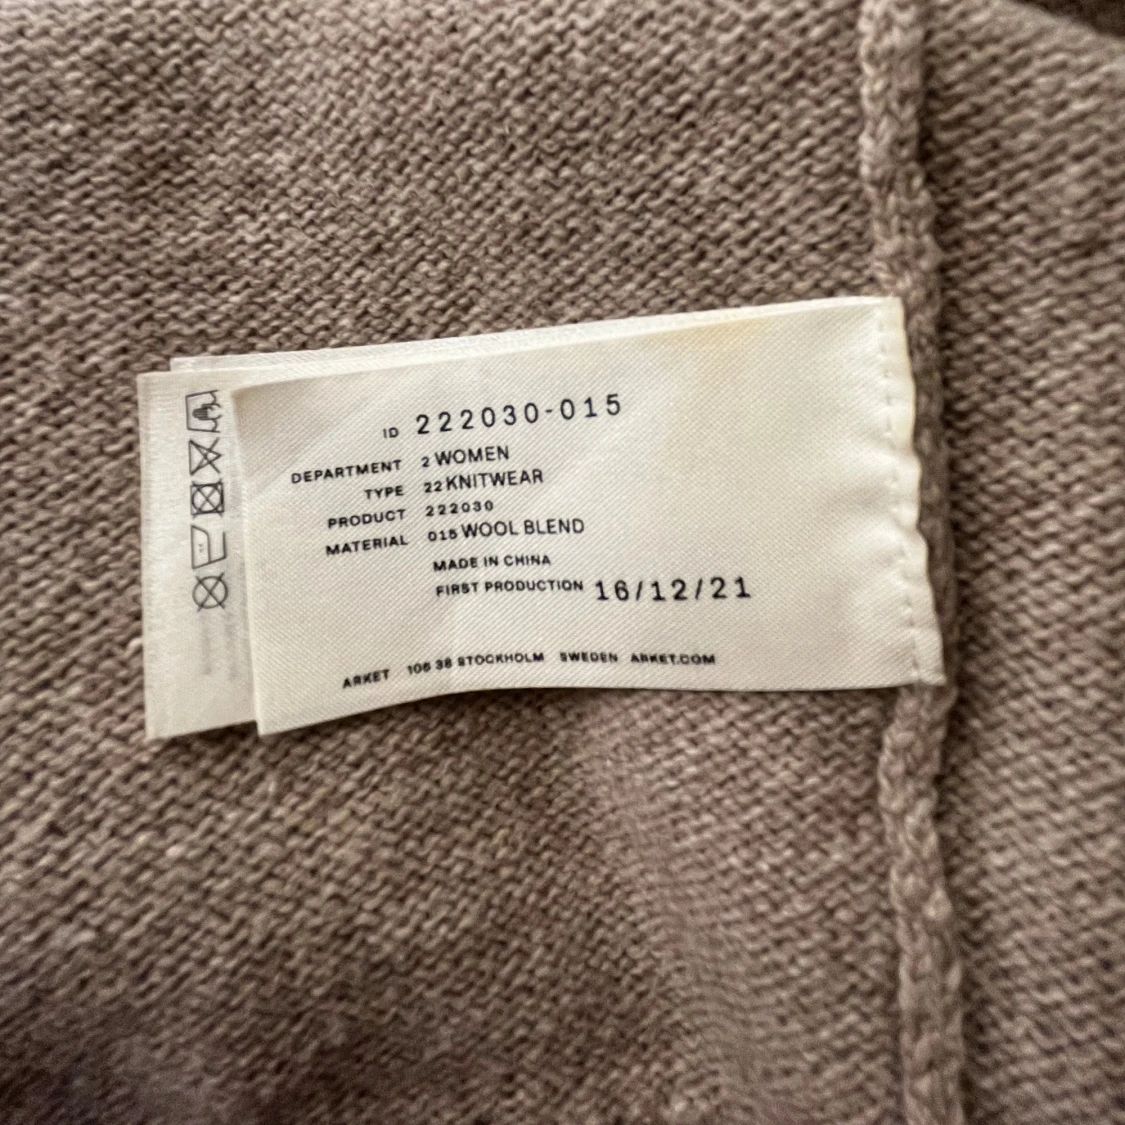 ID 222030-015
DEPARTMENT 2 WOMEN
TYPE 22 KNITWEAR
PRODUCT 222030
MATERIAL 015 WOOL BLEND
MADE IN CHINA
FIRST PRODUCTION 16/12/21
ARKET 106 38 STOCKHOLM SWEDEN ARKET.COM